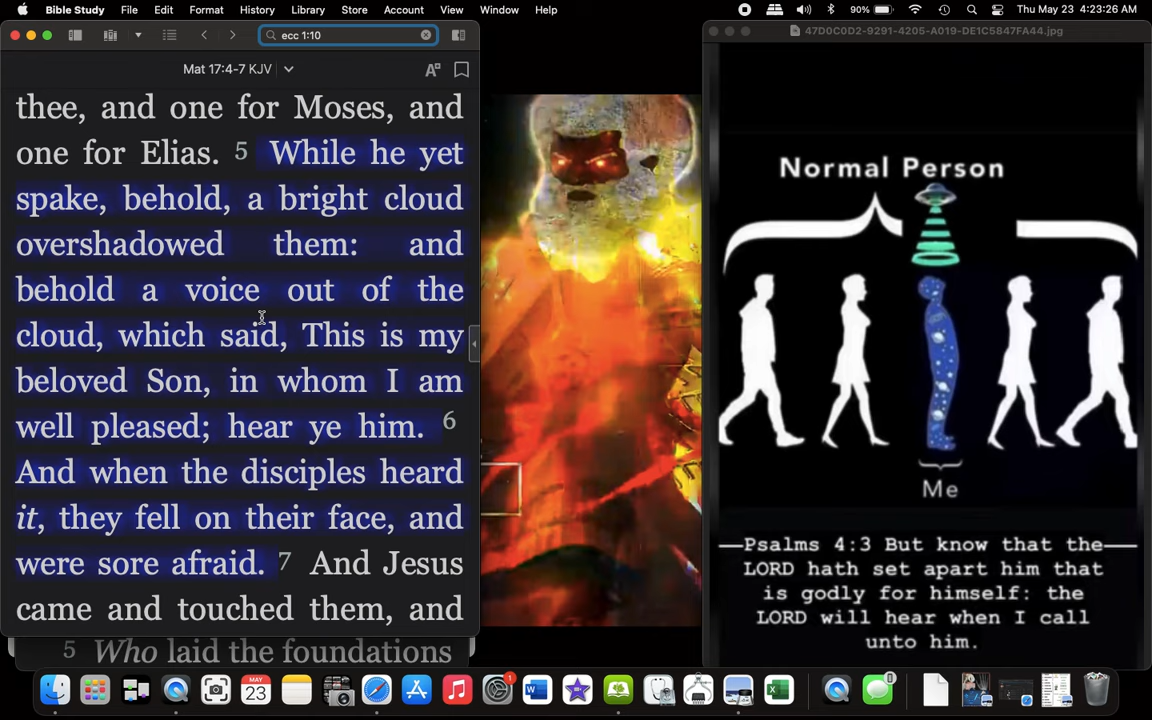 Bible Study File Edit Format History Library Store Account View Window Help 90% Thu May 23 4:23:26 AM
ecc 1:10
47D0C0D2-9291-4205-A019-DE1C5847FA44.jpg
Mat 17:4-7 KJV
thee, and one for Moses, and
one for Elias. 5 While he yet
spake, behold, a bright cloud
overshadowed them: and
behold a voice out of the
cloud, which said, This is my
beloved Son, in whom I am
well pleased; hear ye him. 6
And when the disciples heard
it, they fell on their face, and
were sore afraid. 7 And Jesus
came and touched them, and
5 Who laid the foundations
Normal Person
Me
Psalms 4:3 But know that the
LORD hath set apart him that
is godly for himself: the
LORD will hear when I call
unto him.
MAY
23
1